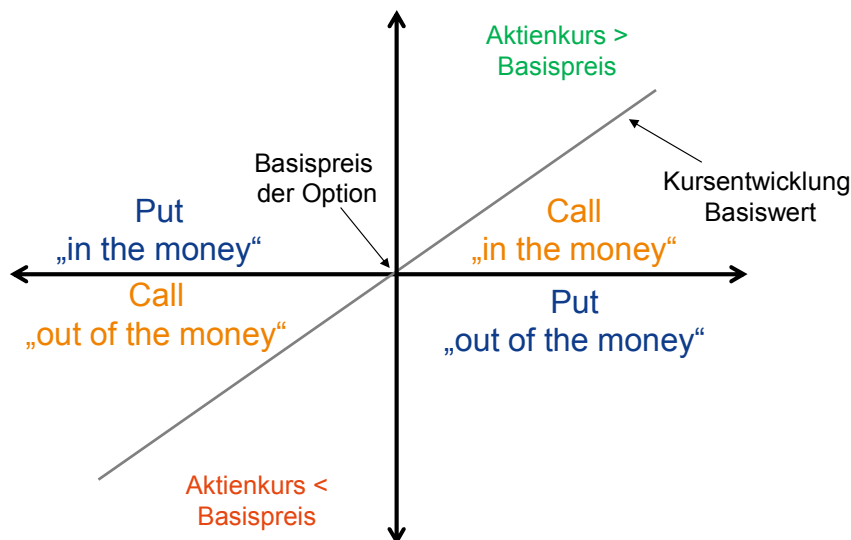 Aktienkurs >
Basispreis
Basispreis
der Option
Kursentwicklung
Basiswert
Put
„in the money“
Call
„in the money“
Call
„out of the money“
Put
„out of the money“
Aktienkurs <
Basispreis